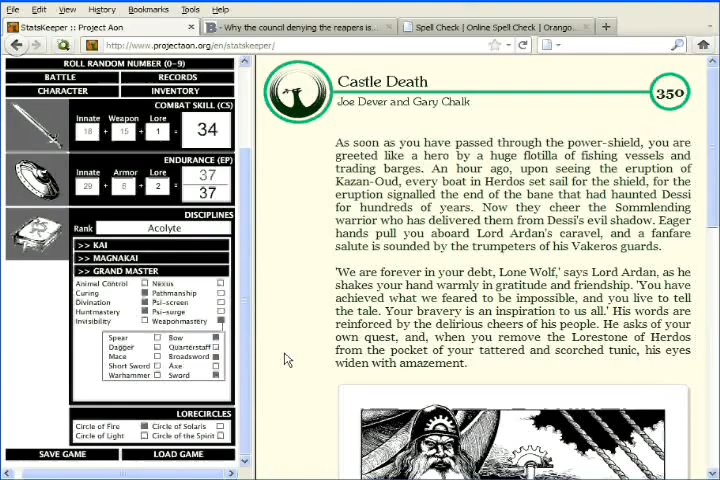 File Edit View History Bookmarks Tools Help
StatsKeeper :: Project Aon
Why the council denying the reapers is...
Spell Check | Online Spell Check | Orango...
http://www.projectaon.org/en/statskeeper/
ROLL RANDOM NUMBER (0-9)
BATTLE RECORDS
CHARACTER INVENTORY
COMBAT SKILL (CS)
Innate Weapon Lore
18 + 15 + 1 = 34
ENDURANCE (EP)
Innate Armor Lore 37
29 + 6 + 2 = 37
DISCIPLINES
Rank Acolyte
>> KAI
>> MAGNAKAI
>> GRAND MASTER
Animal Control Nexus
Curing Pathmanship
Divination Psi-screen
Huntmastery Psi-surge
Invisibility Weaponmastery
Spear Bow
Dagger Quarterstaff
Mace Broadsword
Short Sword Axe
Warhammer Sword
LORECIRCLES
Circle of Fire Circle of Solaris
Circle of Light Circle of the Spirit
SAVE GAME LOAD GAME
Castle Death
350
Joe Dever and Gary Chalk
As soon as you have passed through the power-shield, you are
greeted like a hero by a huge flotilla of fishing vessels and
trading barges. An hour ago, upon seeing the eruption of
Kazan-Oud, every boat in Herdos set sail for the shield, for the
eruption signalled the end of the bane that had haunted Dessi
for hundreds of years. Now they cheer the Sommlending
warrior who has delivered them from Dessi's evil shadow. Eager
hands pull you aboard Lord Ardan's caravel, and a fanfare
salute is sounded by the trumpeters of his Vakeros guards.
'We are forever in your debt, Lone Wolf,' says Lord Ardan, as he
shakes your hand warmly in gratitude and friendship. 'You have
achieved what we feared to be impossible, and you live to tell
the tale. Your bravery is an inspiration to us all.' His words are
reinforced by the delirious cheers of his people. He asks of your
own quest, and, when you remove the Lorestone of Herdos
from the pocket of your tattered and scorched tunic, his eyes
widen with amazement.